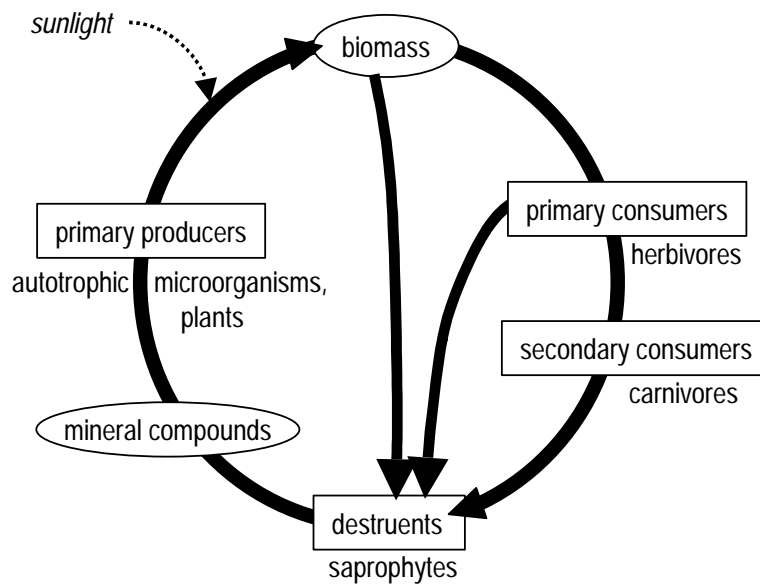 sunlight
biomass
primary producers
primary consumers
autotrophic microorganisms,
plants
herbivores
secondary consumers
carnivores
mineral compounds
destruents
saprophytes